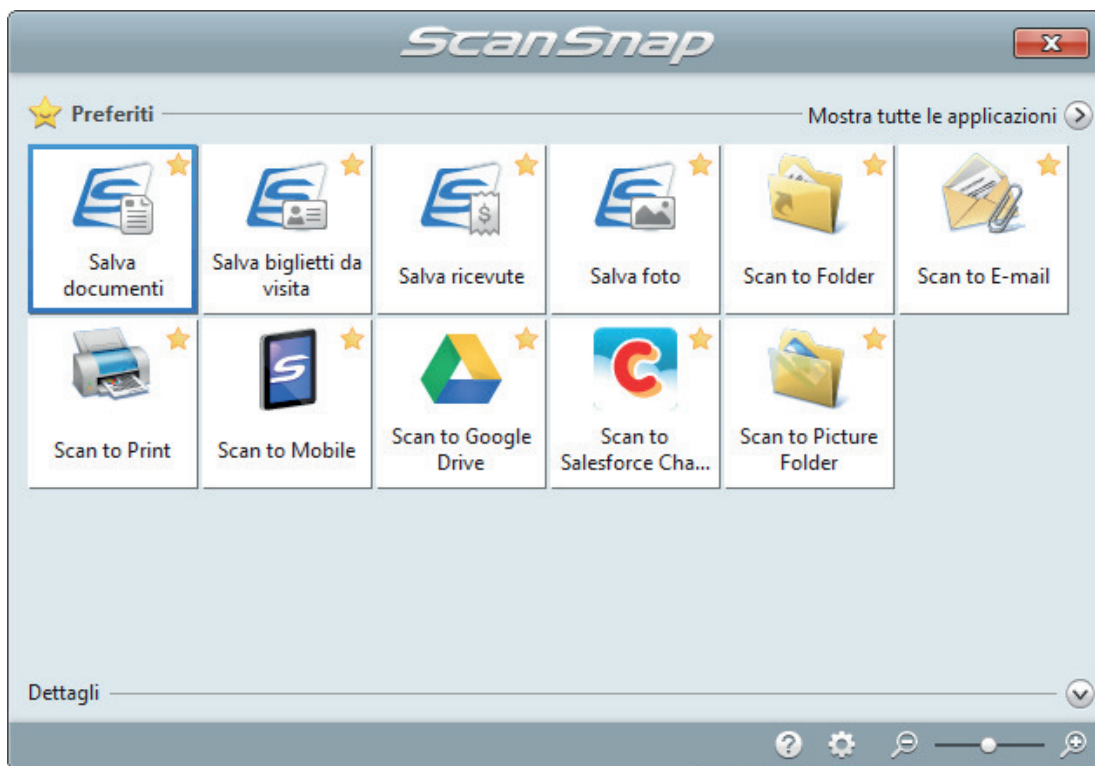 ScanSnap
Preferiti
Mostra tutte le applicazioni
Salva
documenti
Salva biglietti da
visita
Salva ricevute
Salva foto
Scan to Folder
Scan to E-mail
Scan to Print
Scan to Mobile
Scan to Google
Drive
Scan to
Salesforce Cha...
Scan to Picture
Folder
Dettagli